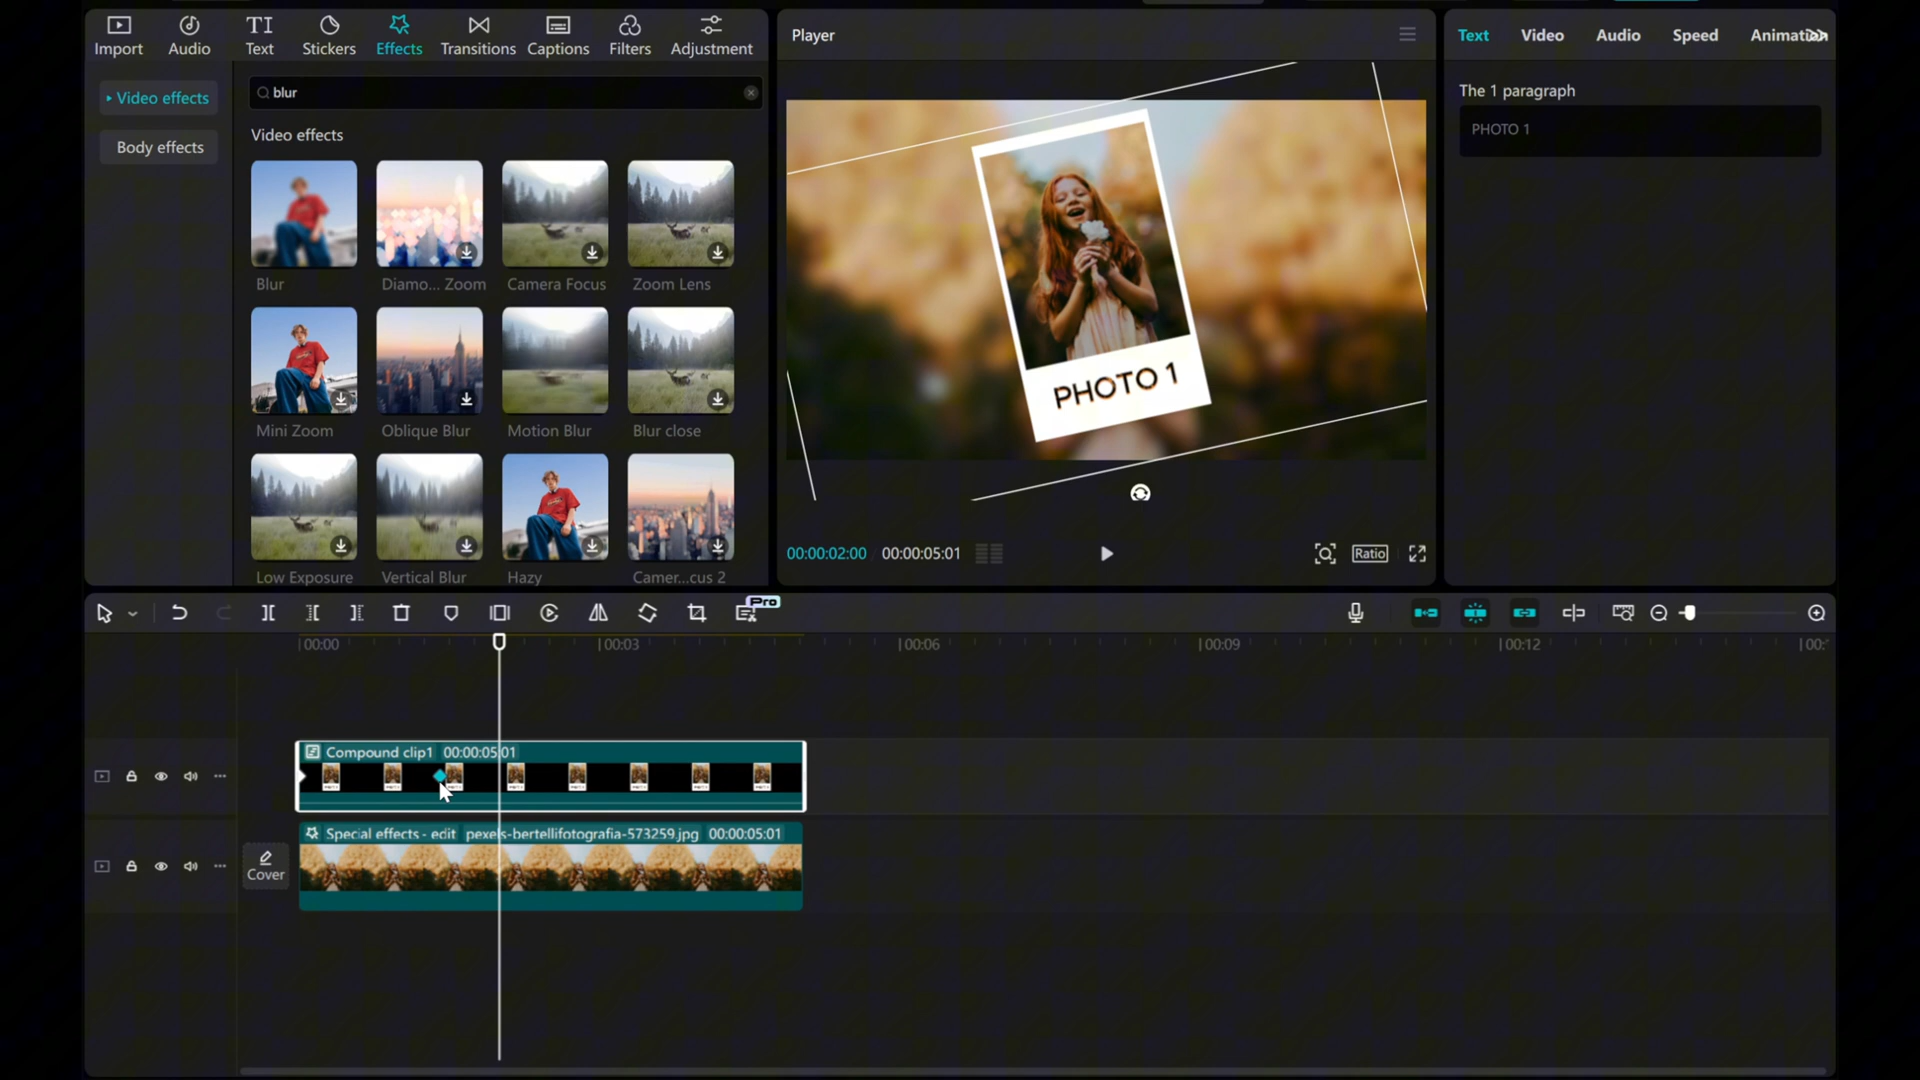 Import
Audio
Text
Stickers
Effects
Transitions
Captions
Filters
Adjustment
Video effects
Body effects
blur
Video effects
Blur
Diamo... Zoom
Camera Focus
Zoom Lens
Mini Zoom
Oblique Blur
Motion Blur
Blur close
Low Exposure
Vertical Blur
Hazy
Camer...cus 2
Player
PHOTO 1
00:00:02:00
00:00:05:01
Ratio
Text
Video
Audio
Speed
The 1 paragraph
PHOTO 1
Pro
00:00
00:03
00:06
00:09
00:12
Compound clip1 00:00:05:01
Special effects - edit pexels-bertellifotografia-573259.jpg 00:00:05:01
Cover